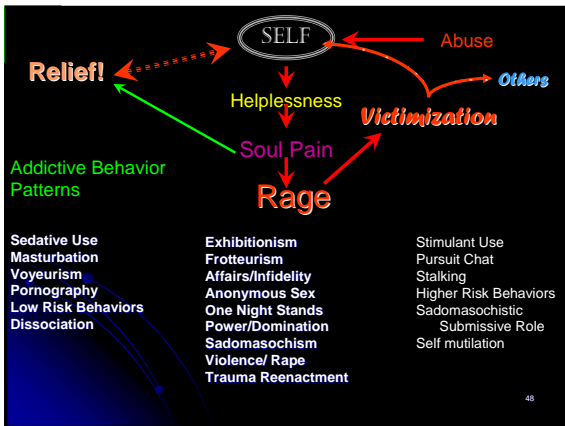 SELF
Abuse
Relief!
Others
Helplessness
Victimization
Soul Pain
Addictive Behavior
Patterns
Rage
Sedative Use
Masturbation
Voyeurism
Pornography
Low Risk Behaviors
Dissociation
Exhibitionism
Frotteurism
Affairs/Infidelity
Anonymous Sex
One Night Stands
Power/Domination
Sadomasochism
Violence/ Rape
Trauma Reenactment
Stimulant Use
Pursuit Chat
Stalking
Higher Risk Behaviors
Sadomasochistic
Submissive Role
Self mutilation
48